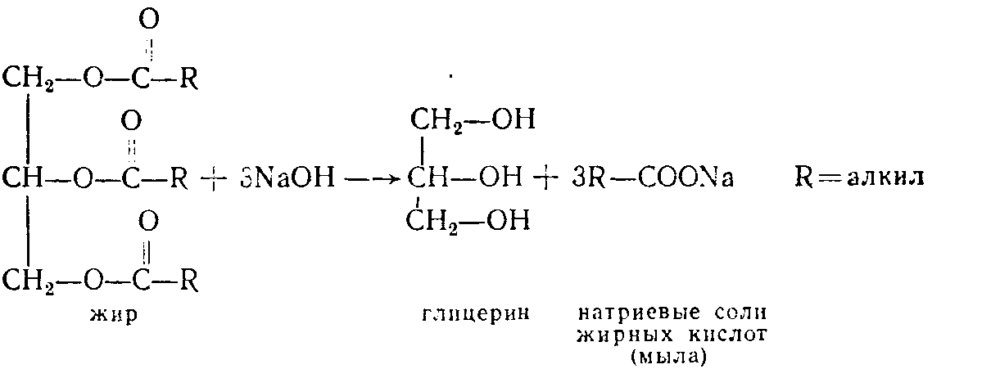 O
CH₂—O—C—R
O
CH₂—OH
CH—O—C—R + 3NaOH → CH—OH + 3R—COONa R=алкил
O
CH₂—OH
CH₂—O—C—R
жир глицерин натриевые соли
жирных кислот
(мыла)